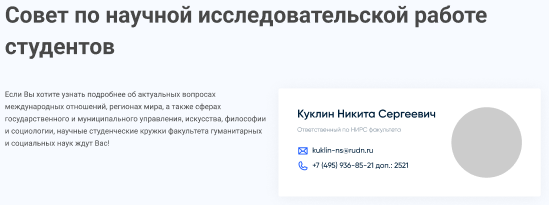 Совет по научной исследовательской работе
студентов
Если Вы хотите узнать подробнее об актуальных вопросах
международных отношений, регионах мира, а также сферах
государственного и муниципального управления, искусства, философии
и социологии, научные студенческие кружки факультета гуманитарных
и социальных наук ждут Вас!
Куклин Никита Сергеевич
Ответственный по НИРС факультета
kuklin-ns@rudn.ru
+7 (495) 936-85-21 доп.: 2521